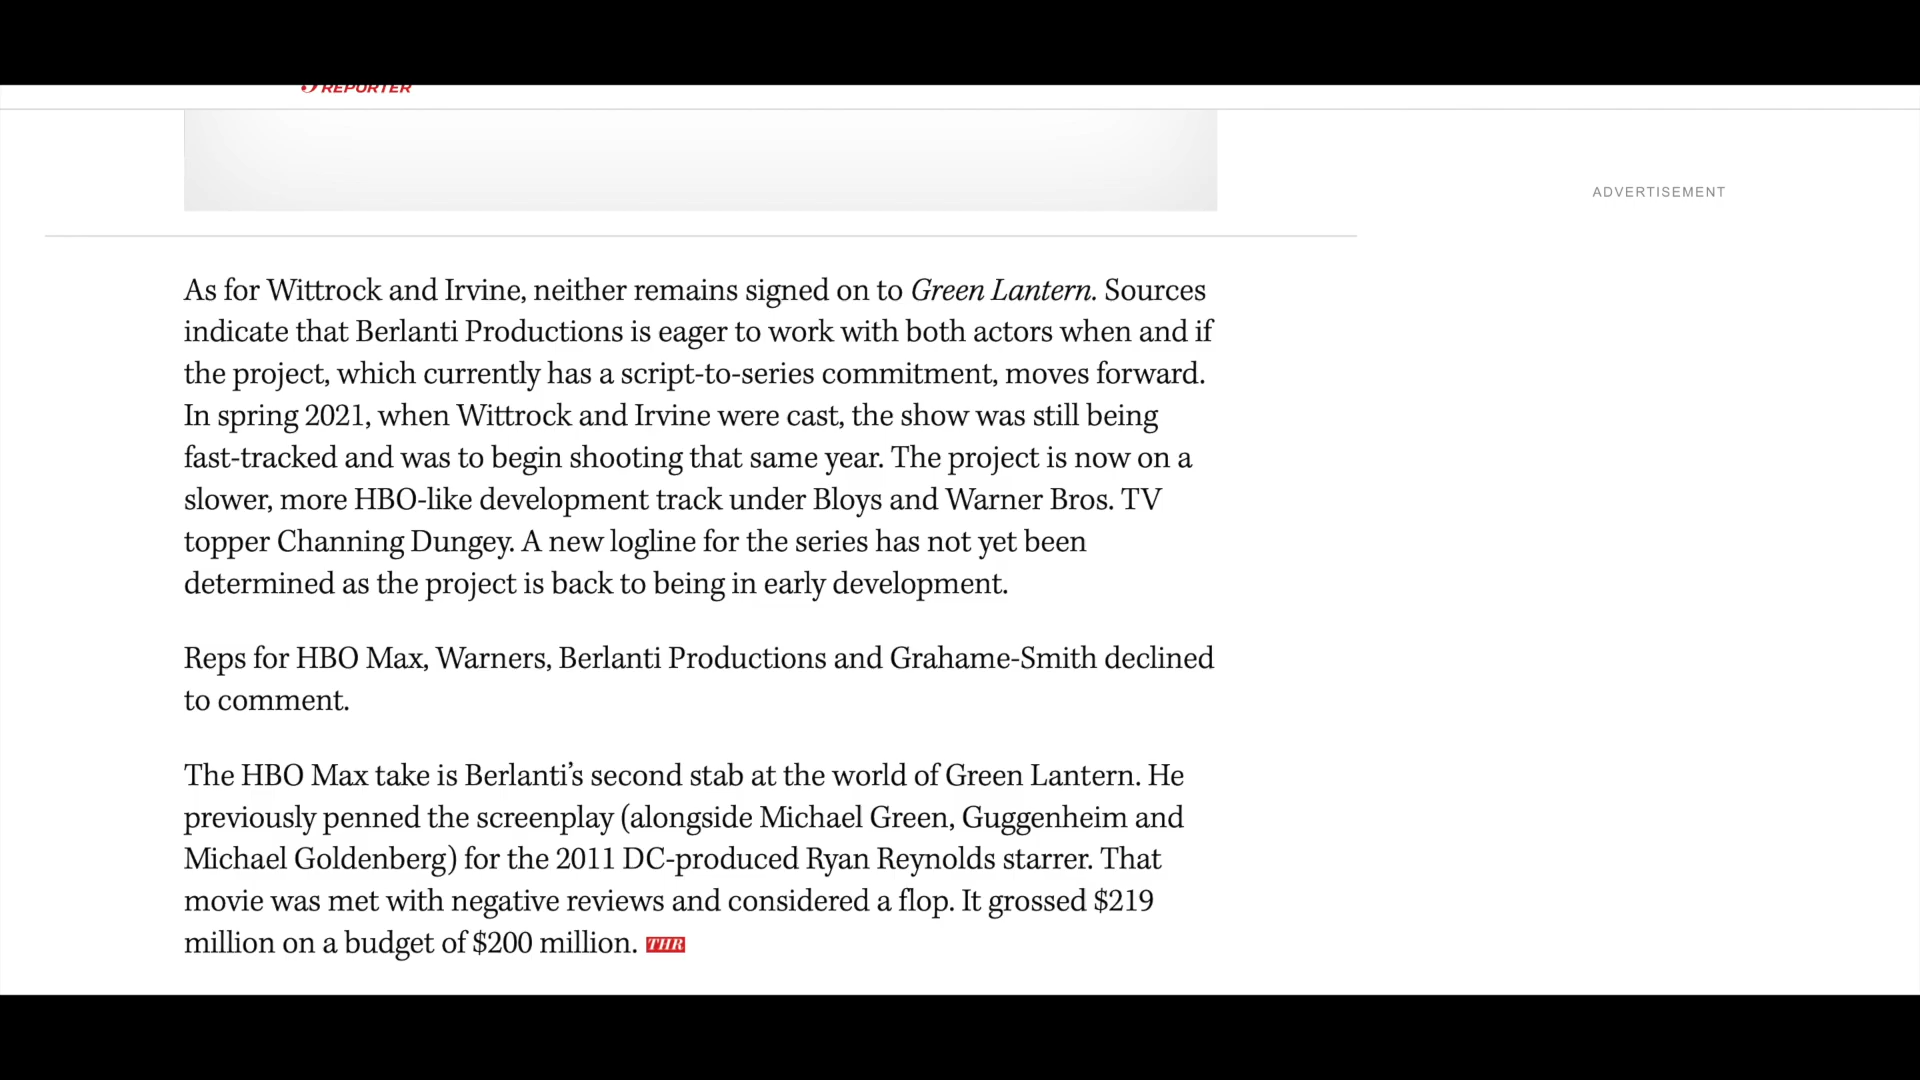 REPORTER
ADVERTISEMENT
As for Wittrock and Irvine, neither remains signed on to Green Lantern. Sources
indicate that Berlanti Productions is eager to work with both actors when and if
the project, which currently has a script-to-series commitment, moves forward.
In spring 2021, when Wittrock and Irvine were cast, the show was still being
fast-tracked and was to begin shooting that same year. The project is now on a
slower, more HBO-like development track under Bloys and Warner Bros. TV
topper Channing Dungey. A new logline for the series has not yet been
determined as the project is back to being in early development.
Reps for HBO Max, Warners, Berlanti Productions and Grahame-Smith declined
to comment.
The HBO Max take is Berlanti’s second stab at the world of Green Lantern. He
previously penned the screenplay (alongside Michael Green, Guggenheim and
Michael Goldenberg) for the 2011 DC-produced Ryan Reynolds starrer. That
movie was met with negative reviews and considered a flop. It grossed $219
million on a budget of $200 million. THR